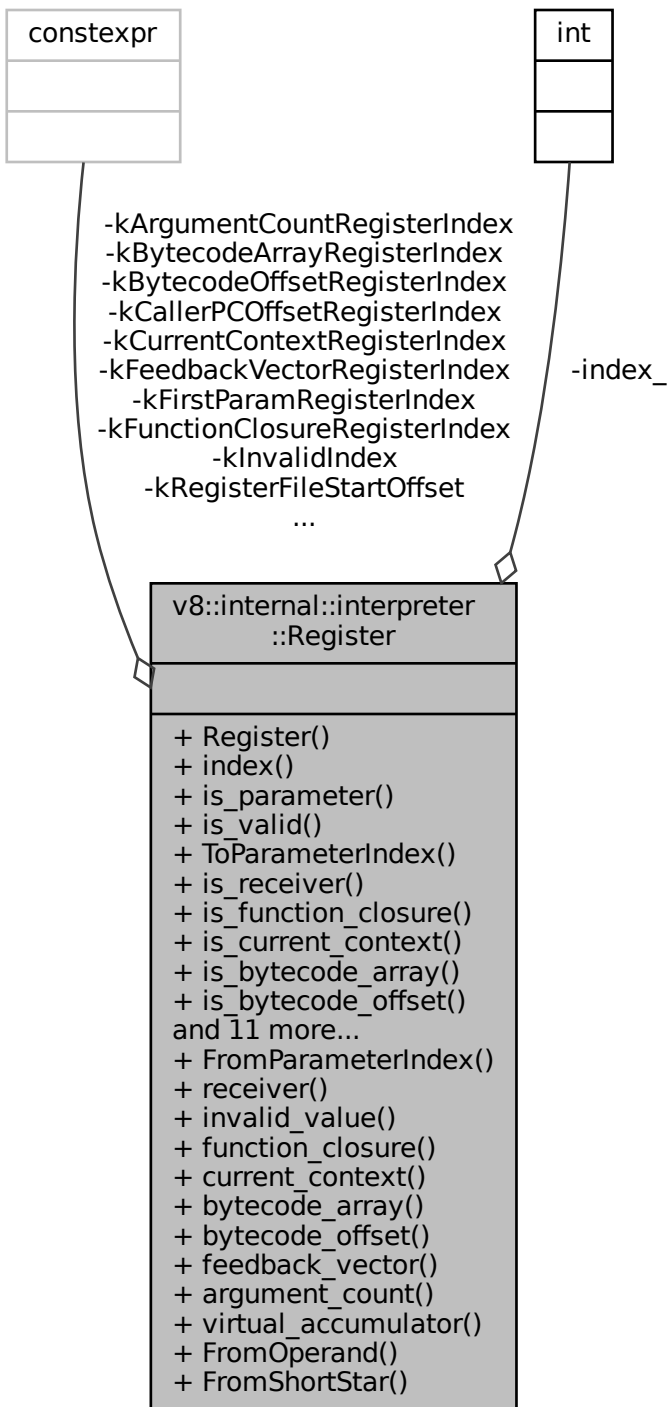 constexpr
int
-kArgumentCountRegisterIndex
-kBytecodeArrayRegisterIndex
-kBytecodeOffsetRegisterIndex
-kCallerPCOffsetRegisterIndex
-kCurrentContextRegisterIndex
-kFeedbackVectorRegisterIndex
-kFirstParamRegisterIndex
-kFunctionClosureRegisterIndex
-kInvalidIndex
-kRegisterFileStartOffset
...
-index_
v8::internal::interpreter
::Register
+ Register()
+ index()
+ is_parameter()
+ is_valid()
+ ToParameterIndex()
+ is_receiver()
+ is_function_closure()
+ is_current_context()
+ is_bytecode_array()
+ is_bytecode_offset()
and 11 more...
+ FromParameterIndex()
+ receiver()
+ invalid_value()
+ function_closure()
+ current_context()
+ bytecode_array()
+ bytecode_offset()
+ feedback_vector()
+ argument_count()
+ virtual_accumulator()
+ FromOperand()
+ FromShortStar()